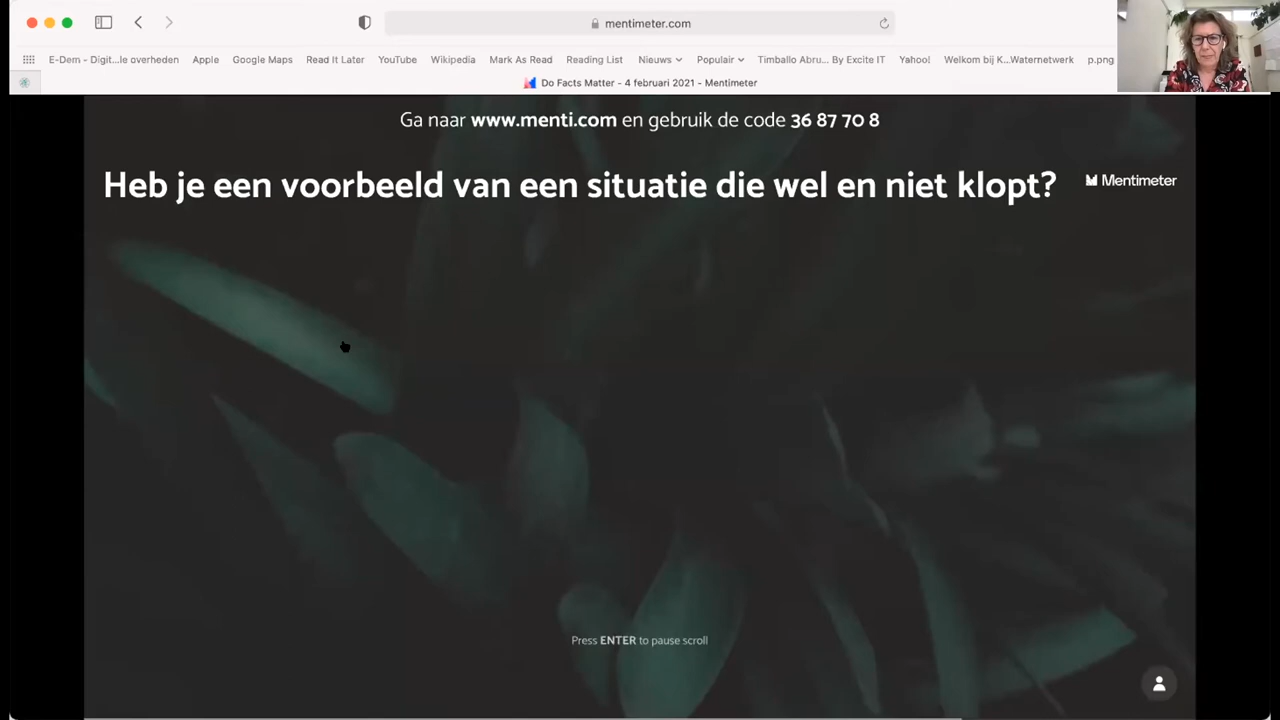 mentimeter.com
E-Dem - Digit...le overheden Apple Google Maps Read It Later YouTube Wikipedia Mark As Read Reading List Nieuws Populair Timballo Abru... By Excite IT Yahoo! Welkom bij K...Waternetwerk p.png
Do Facts Matter - 4 februari 2021 - Mentimeter
Ga naar www.menti.com en gebruik de code 36 87 70 8
Heb je een voorbeeld van een situatie die wel en niet klopt?
Mentimeter
Press ENTER to pause scroll